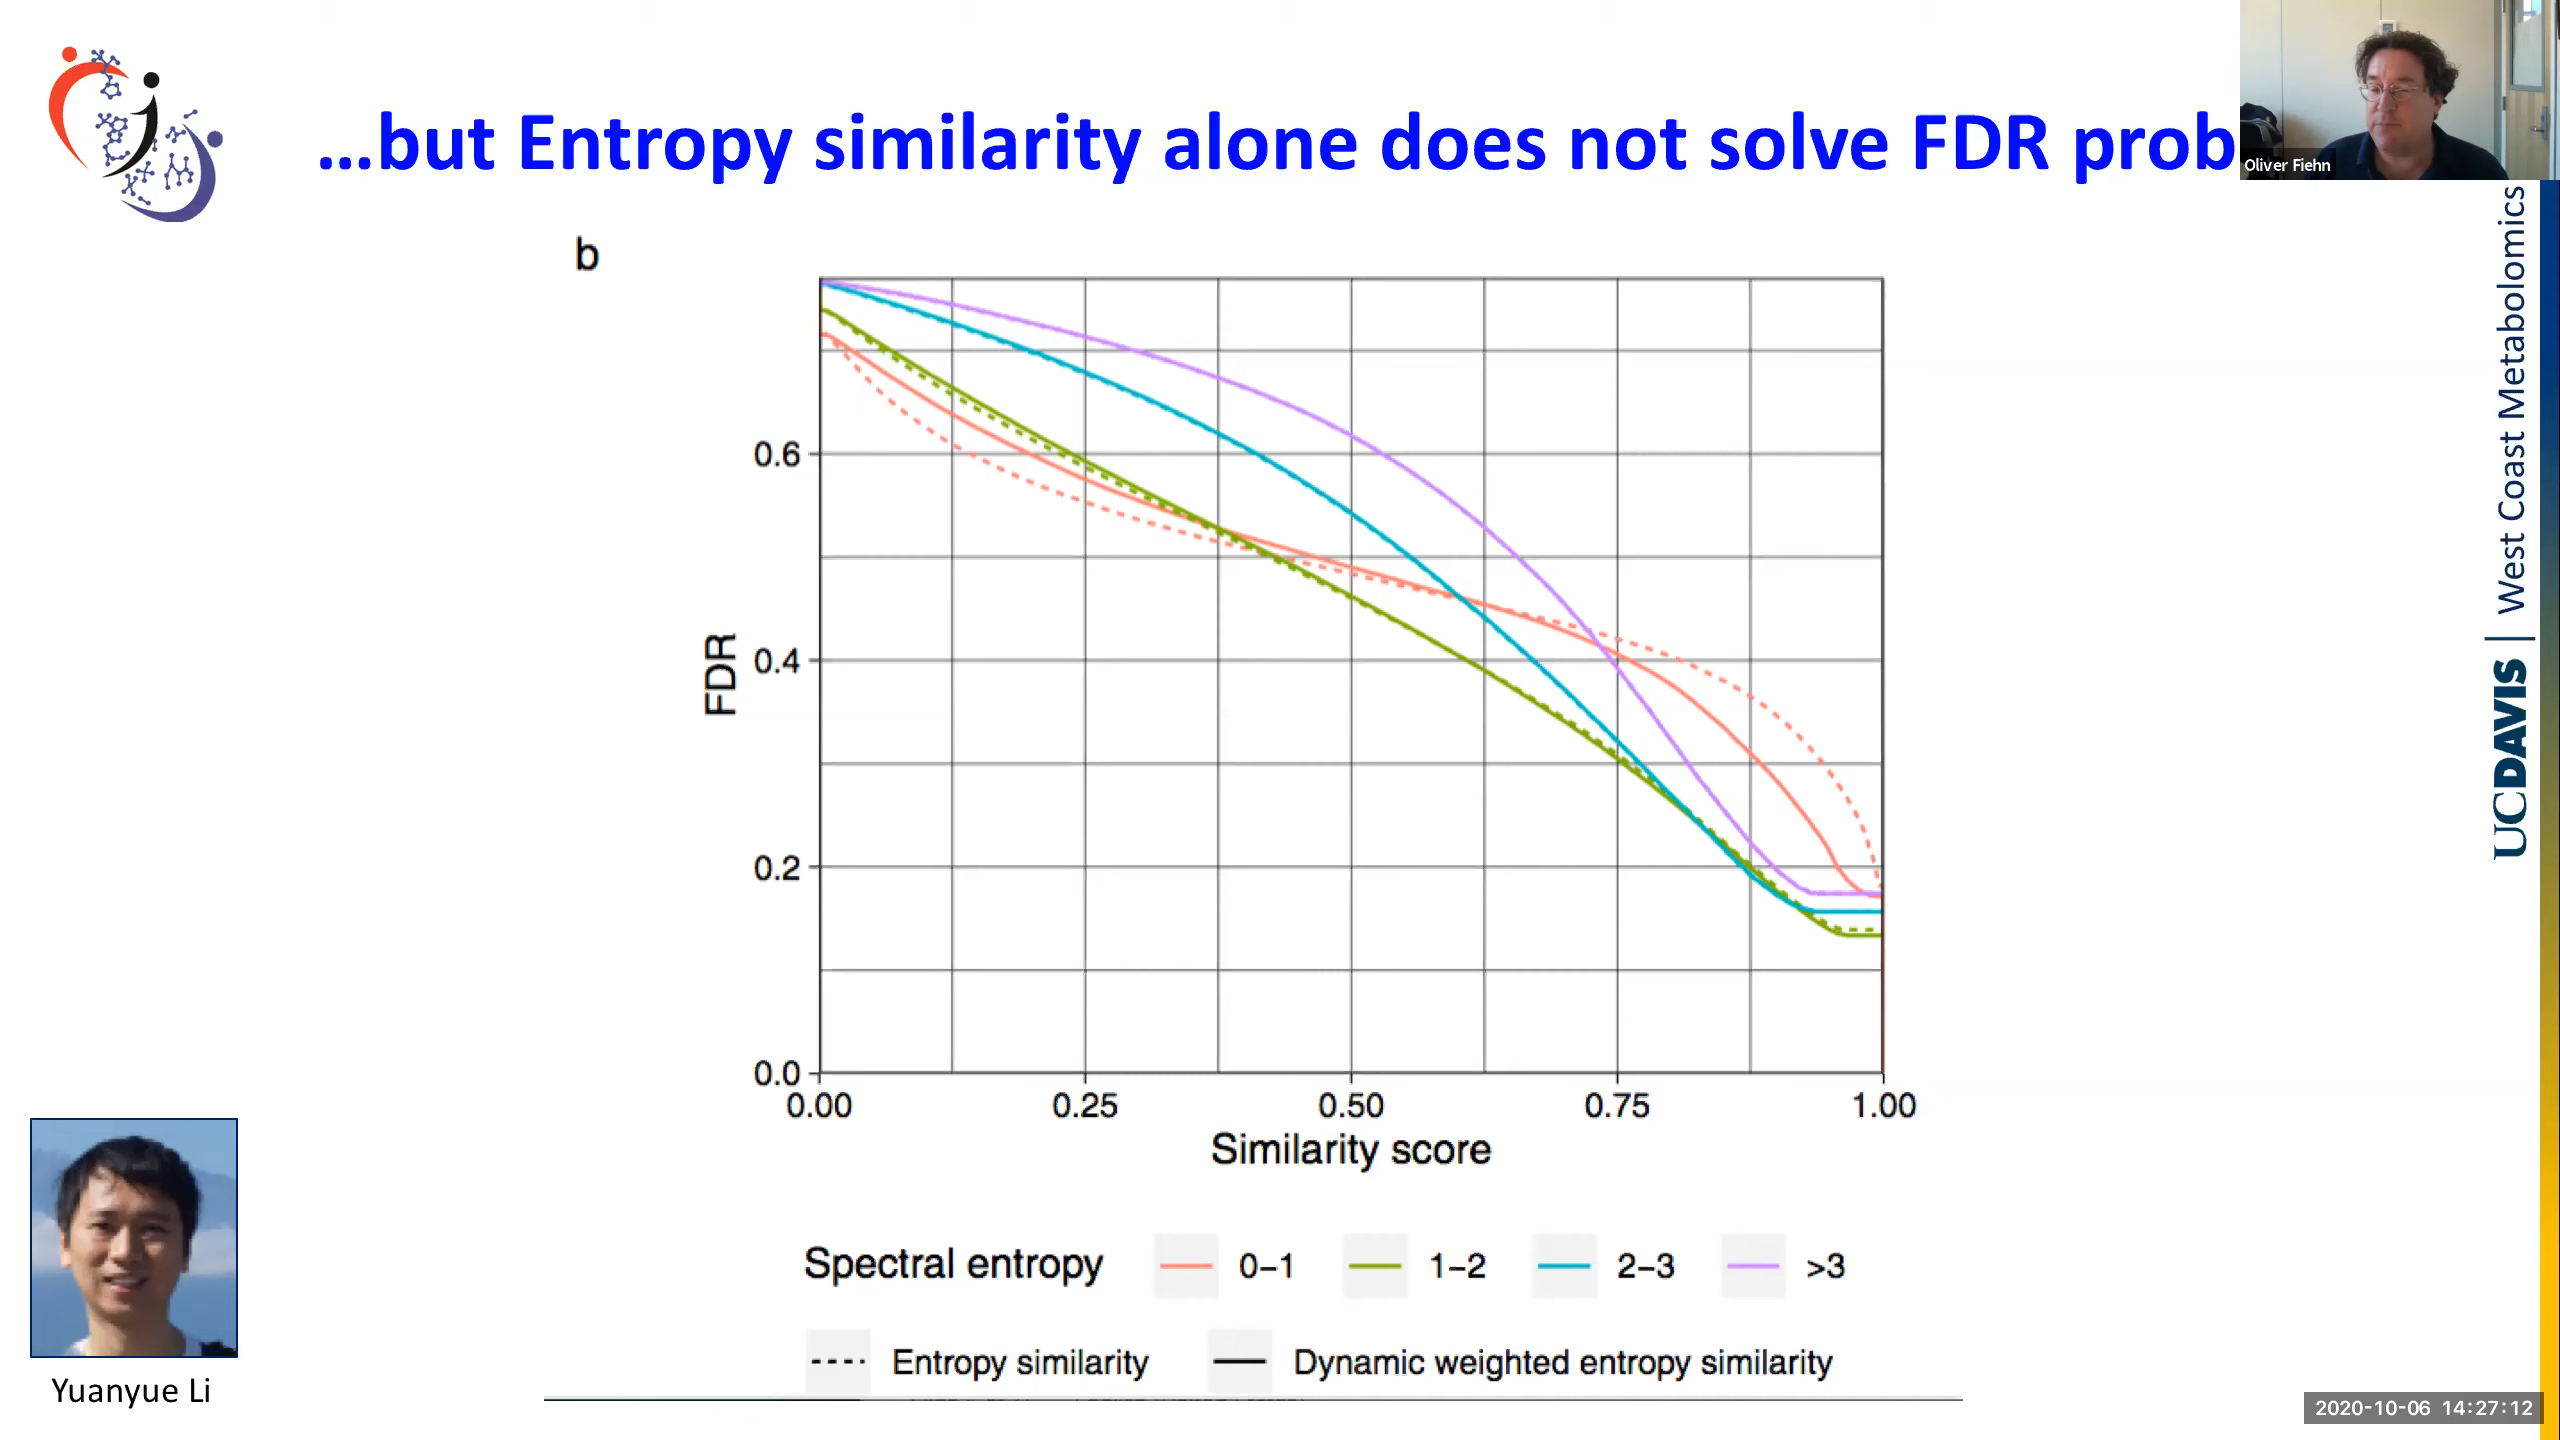 …but Entropy similarity alone does not solve FDR prob
Oliver Fiehn
b
UCDAVIS | West Coast Metabolomics
FDR
0.6
0.4
0.2
0.0
0.00 0.25 0.50 0.75 1.00
Similarity score
Spectral entropy 0–1 1–2 2–3 >3
Entropy similarity Dynamic weighted entropy similarity
Yuanyue Li
2020-10-06 14:27:12